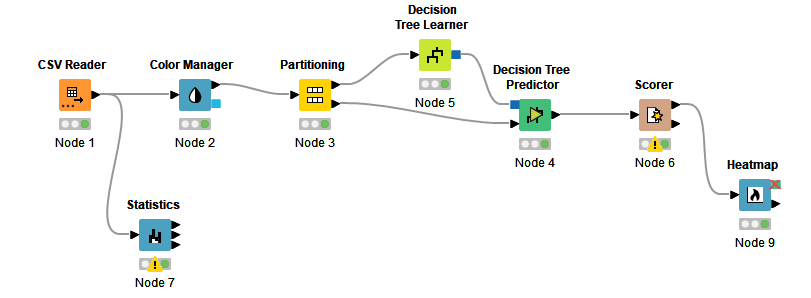 Decision
Tree Learner
CSV Reader
Color Manager
Partitioning
Node 5
Decision Tree
Predictor
Scorer
Node 1
Node 2
Node 3
Node 4
Node 6
Heatmap
Statistics
Node 9
Node 7